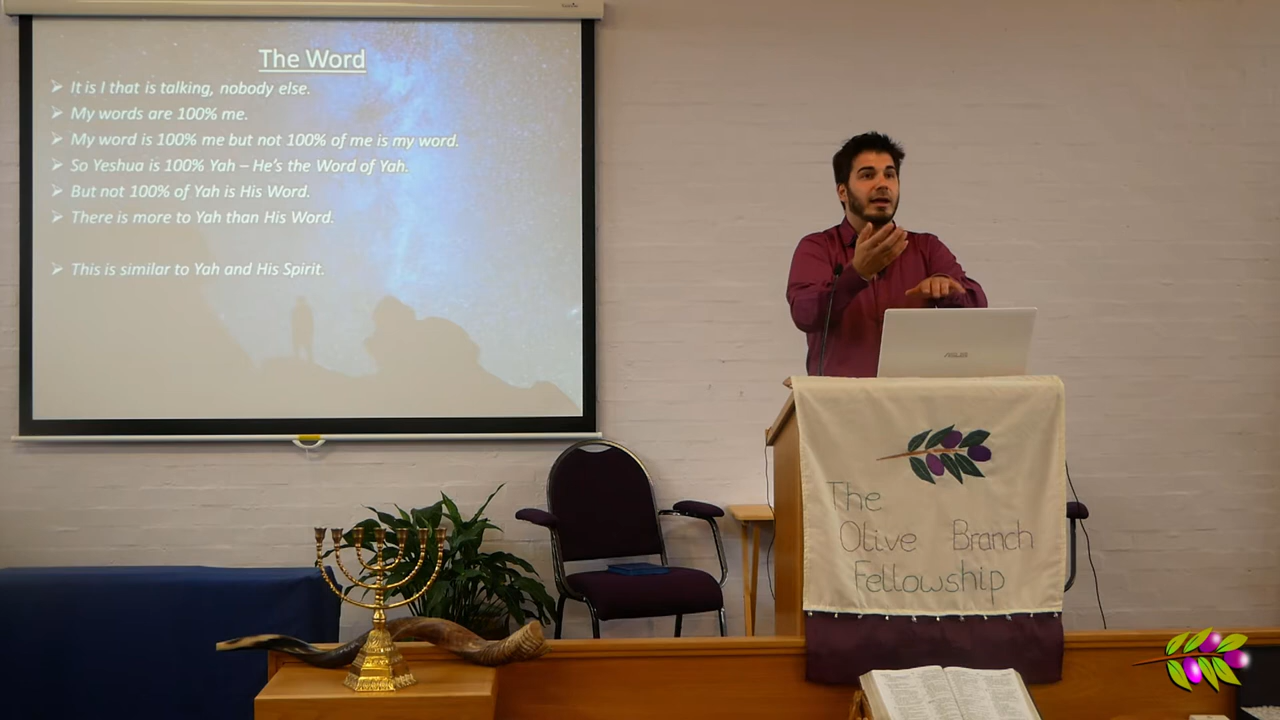 The Word
➢ It is I that is talking, nobody else.
➢ My words are 100% me.
➢ My word is 100% me but not 100% of me is my word.
➢ So Yeshua is 100% Yah – He's the Word of Yah.
➢ But not 100% of Yah is His Word.
➢ There is more to Yah than His Word.
➢ This is similar to Yah and His Spirit.
ASUS
The
Olive Branch
Fellowship